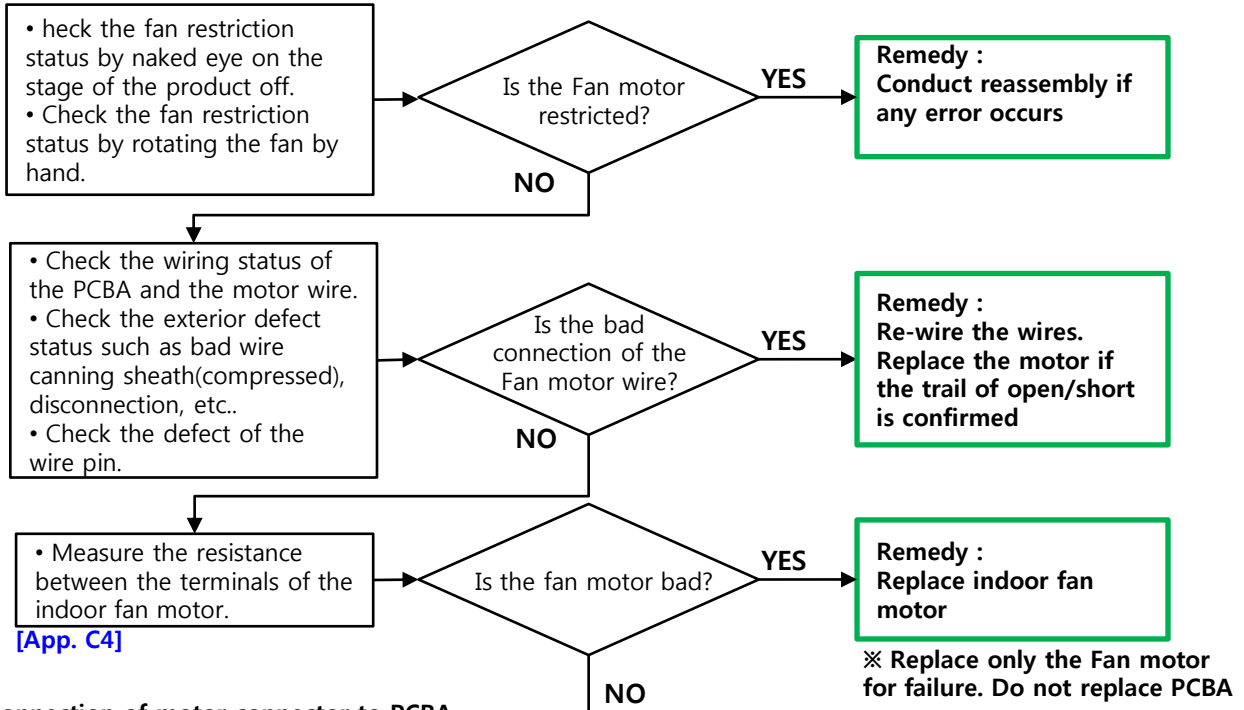 • heck the fan restriction
status by naked eye on the
stage of the product off.
• Check the fan restriction
status by rotating the fan by
hand.
Is the Fan motor
restricted?
YES
Remedy :
Conduct reassembly if
any error occurs
NO
• Check the wiring status of
the PCBA and the motor wire.
• Check the exterior defect
status such as bad wire
canning sheath(compressed),
disconnection, etc..
• Check the defect of the
wire pin.
Is the bad
connection of the
Fan motor wire?
YES
Remedy :
Re-wire the wires.
Replace the motor if
the trail of open/short
is confirmed
NO
• Measure the resistance
between the terminals of the
indoor fan motor.
[App. C4]
Is the fan motor bad?
YES
Remedy :
Replace indoor fan
motor
※ Replace only the Fan motor
for failure. Do not replace PCBA
NO
onnection of motor connector to PCBA